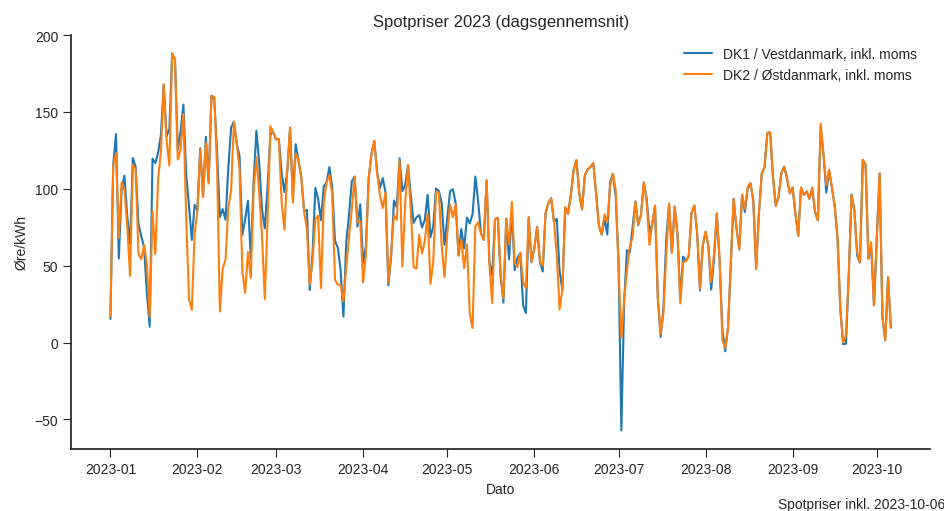 Spotpriser 2023 (dagsgennemsnit)
DK1 / Vestdanmark, inkl. moms
DK2 / Østdanmark, inkl. moms
Øre/kWh
200
150
100
50
0
−50
2023-01 2023-02 2023-03 2023-04 2023-05 2023-06 2023-07 2023-08 2023-09 2023-10
Dato
Spotpriser inkl. 2023-10-06